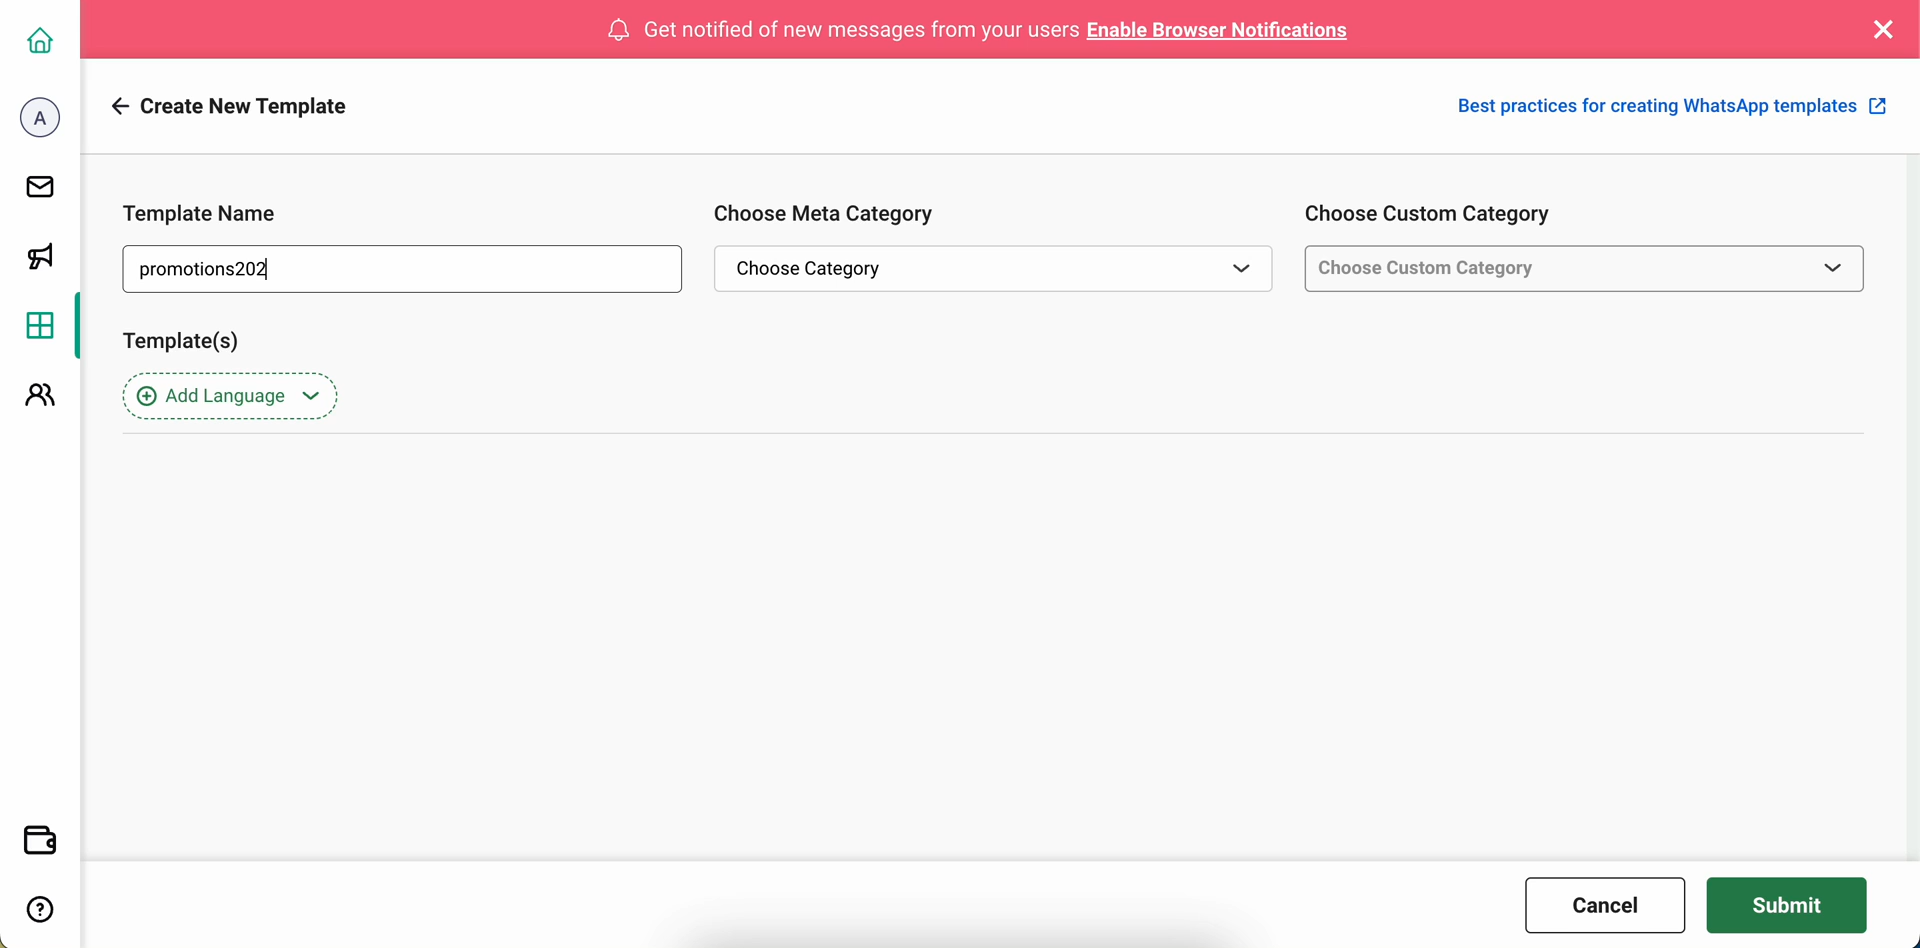 Get notified of new messages from your users Enable Browser Notifications
A
Create New Template
Best practices for creating WhatsApp templates
Template Name
Choose Meta Category
Choose Custom Category
promotions202
Choose Category
Choose Custom Category
Template(s)
Add Language
Cancel
Submit